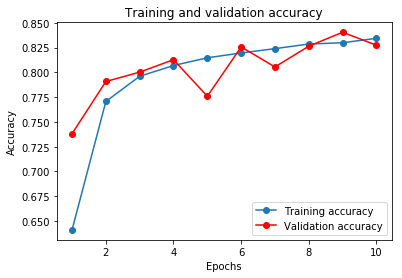 Training and validation accuracy
Accuracy
0.850
0.825
0.800
0.775
0.750
0.725
0.700
0.675
0.650
Training accuracy
Validation accuracy
2 4 6 8 10
Epochs